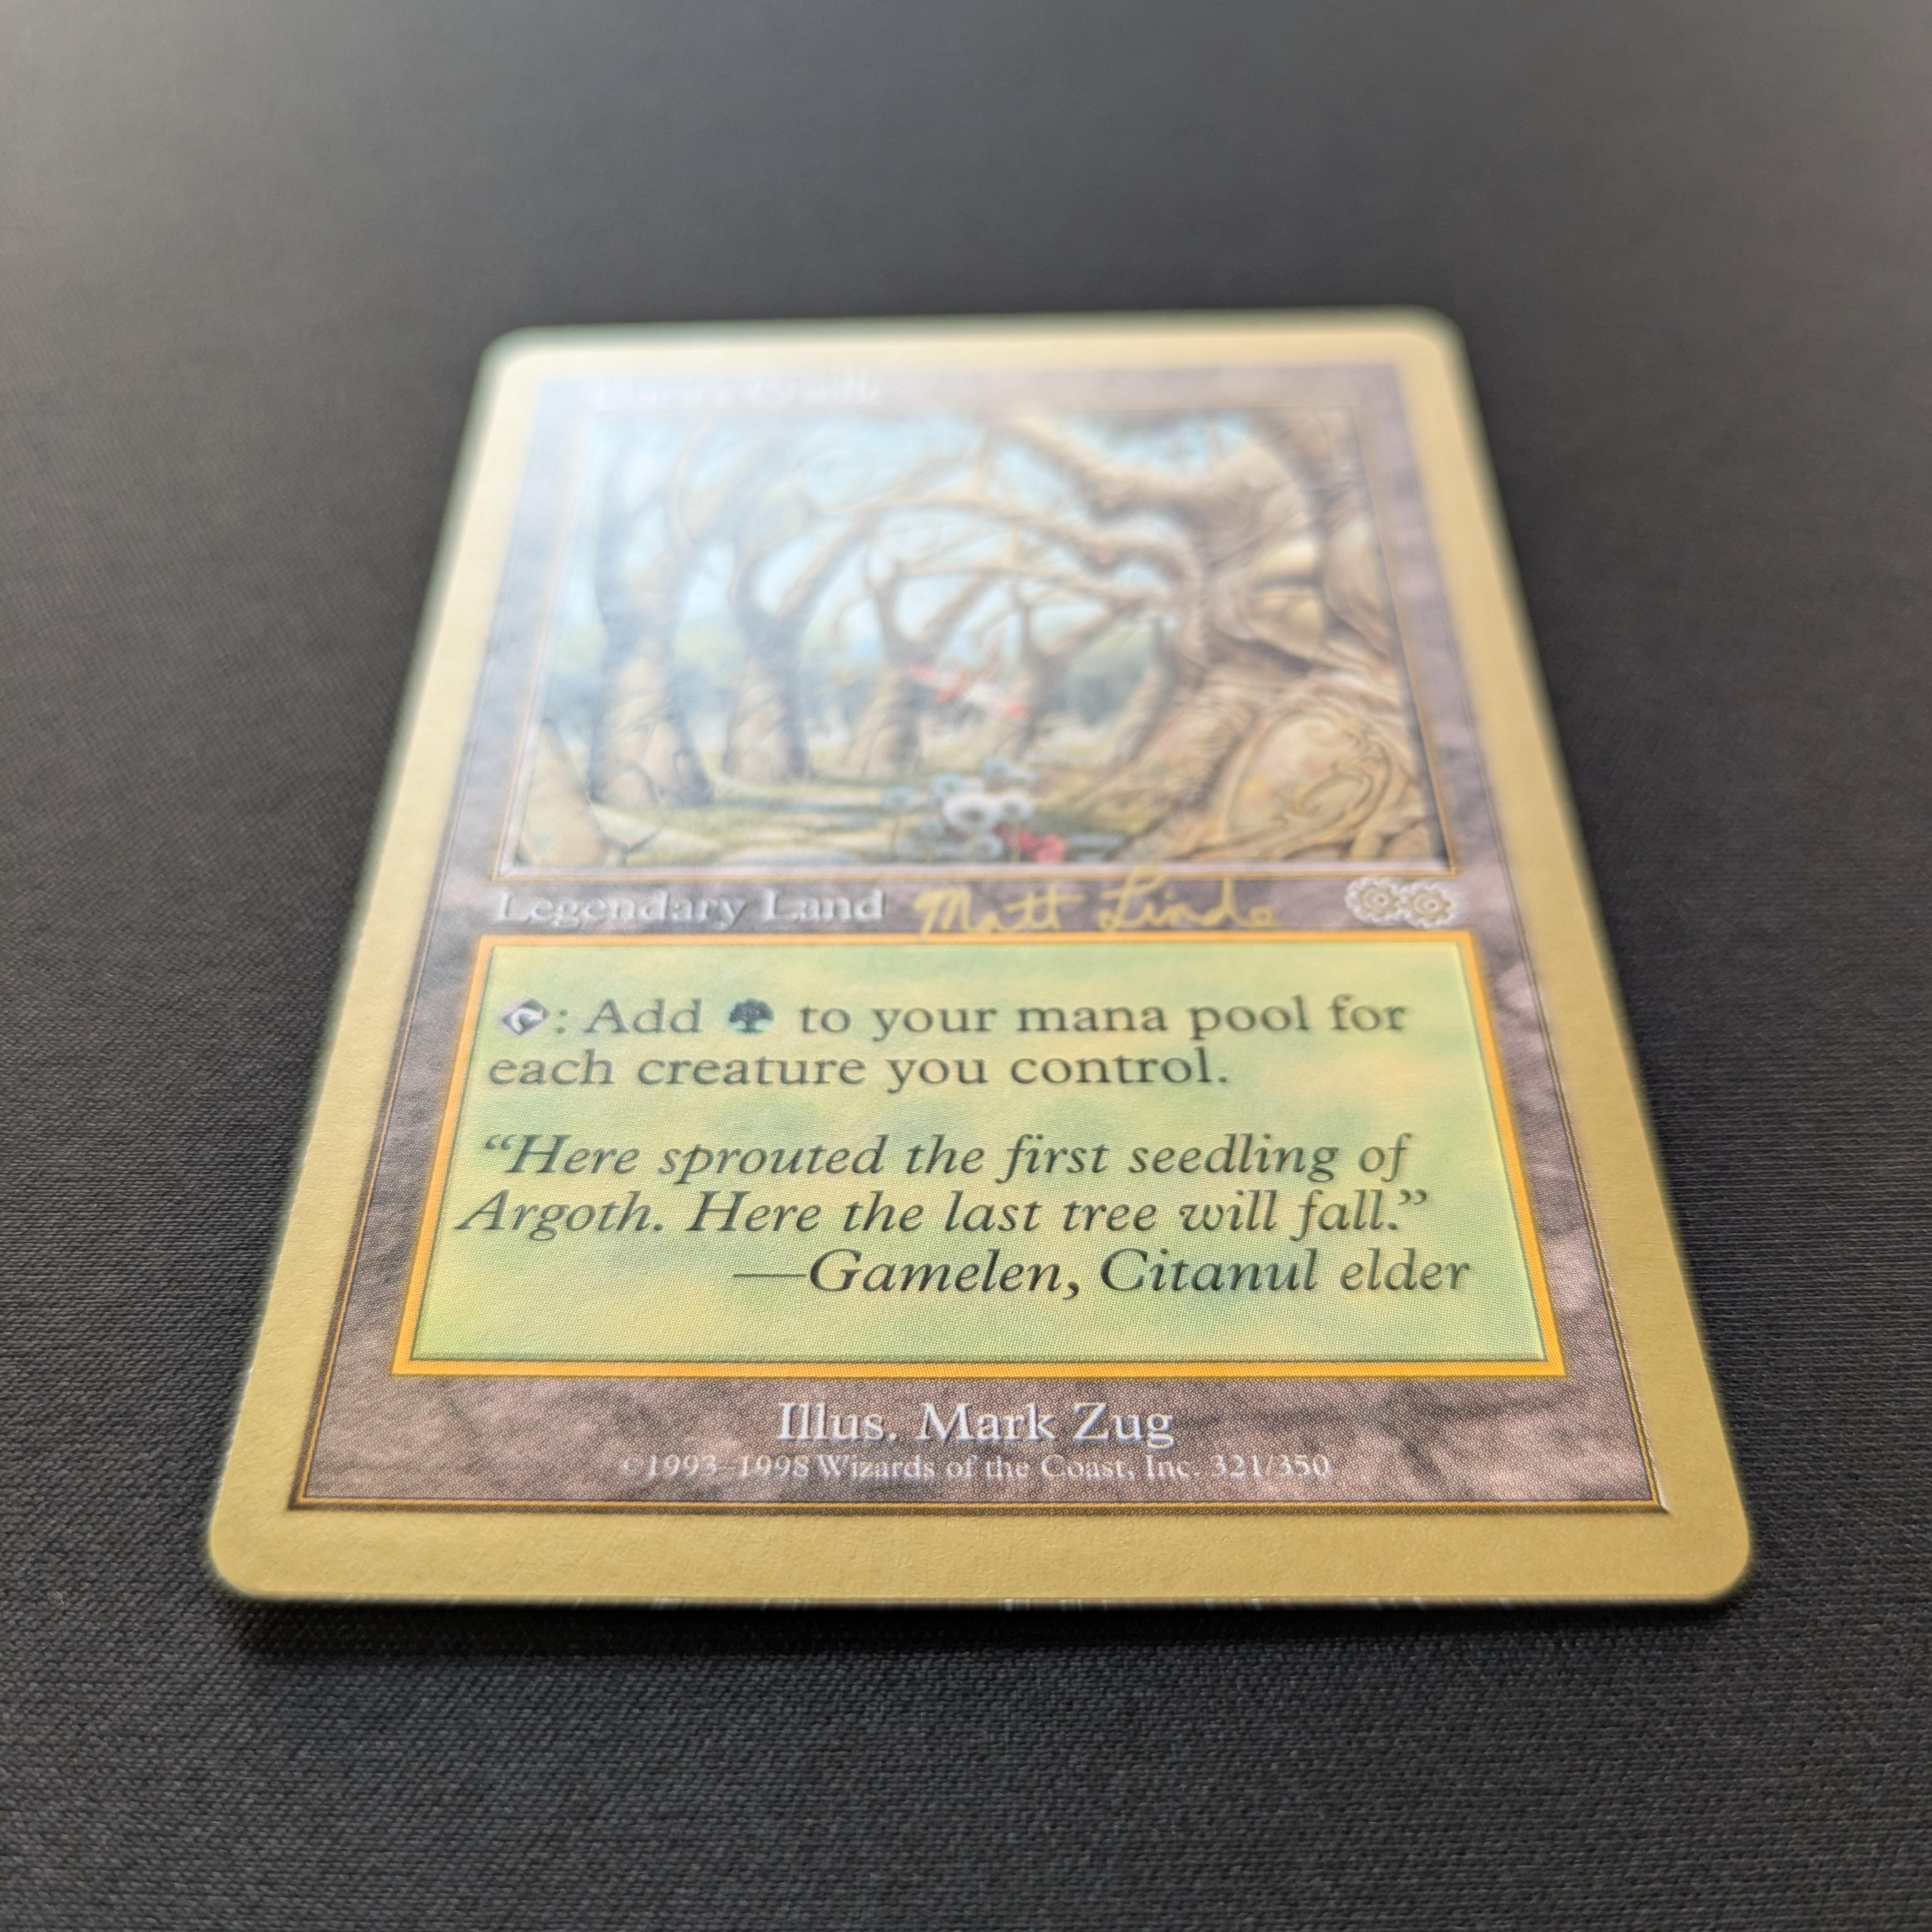 Legendary Land Matt Linde
: Add to your mana pool for
each creature you control.
“Here sprouted the first seedling of
Argoth. Here the last tree will fall.”
—Gamelen, Citanul elder
Illus. Mark Zug
©1993–1998 Wizards of the Coast, Inc. 321/350